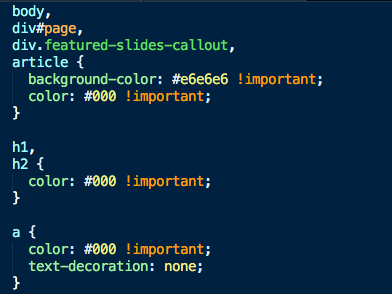 body,
div#page,
div.featured-slides-callout,
article {
  background-color: #e6e6e6 !important;
  color: #000 !important;
}

h1,
h2 {
  color: #000 !important;
}

a {
  color: #000 !important;
  text-decoration: none;
}